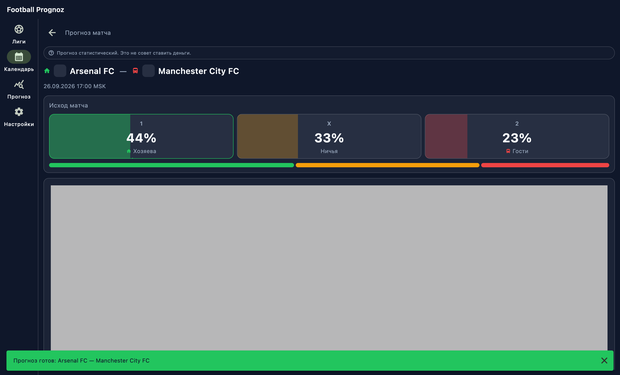 Football Prognoz
Прогноз матча
Лиги
Календарь
Прогноз
Настройки
Прогноз статистический. Это не совет ставить деньги.
Arsenal FC — Manchester City FC
26.09.2026 17:00 MSK
Исход матча
1
44%
Хозяева
X
33%
Ничья
2
23%
Гости
Прогноз готов: Arsenal FC — Manchester City FC